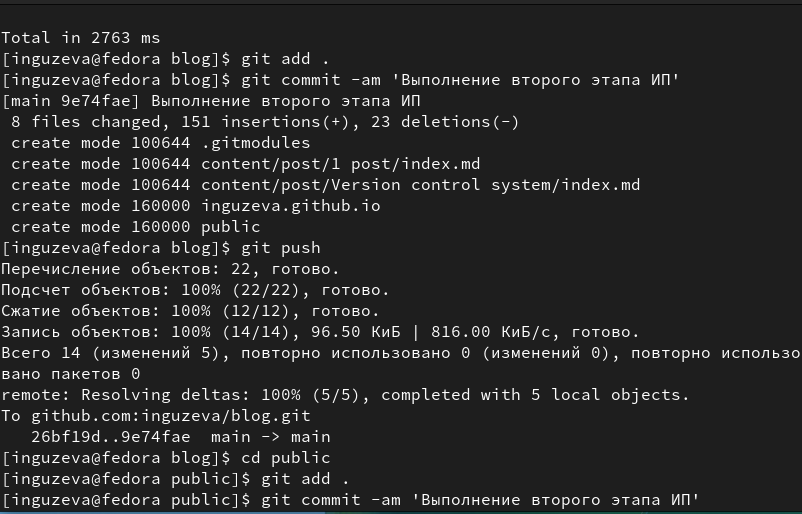 Total in 2763 ms
[inguzeva@fedora blog]$ git add .
[inguzeva@fedora blog]$ git commit -am 'Выполнение второго этапа ИП'
[main 9e74fae] Выполнение второго этапа ИП
 8 files changed, 151 insertions(+), 23 deletions(-)
 create mode 100644 .gitmodules
 create mode 100644 content/post/1 post/index.md
 create mode 100644 content/post/Version control system/index.md
 create mode 160000 inguzeva.github.io
 create mode 160000 public
[inguzeva@fedora blog]$ git push
Перечисление объектов: 22, готово.
Подсчет объектов: 100% (22/22), готово.
Сжатие объектов: 100% (12/12), готово.
Запись объектов: 100% (14/14), 96.50 КиБ | 816.00 КиБ/с, готово.
Всего 14 (изменений 5), повторно использовано 0 (изменений 0), повторно использо
вано пакетов 0
remote: Resolving deltas: 100% (5/5), completed with 5 local objects.
To github.com:inguzeva/blog.git
   26bf19d..9e74fae  main -> main
[inguzeva@fedora blog]$ cd public
[inguzeva@fedora public]$ git add .
[inguzeva@fedora public]$ git commit -am 'Выполнение второго этапа ИП'